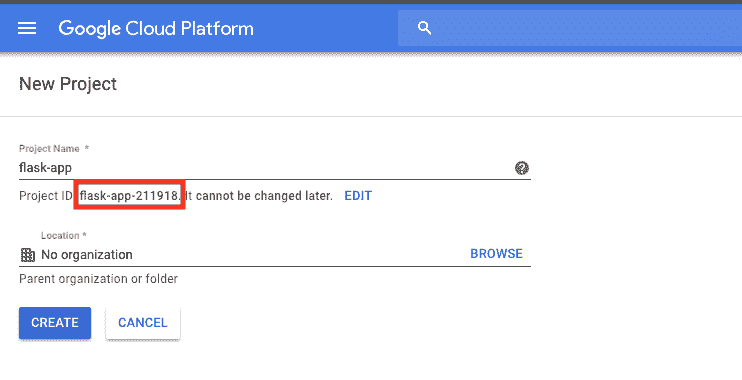 Google Cloud Platform
New Project
Project Name *
flask-app
Project ID flask-app-211918. It cannot be changed later. EDIT
Location *
No organization BROWSE
Parent organization or folder
CREATE CANCEL